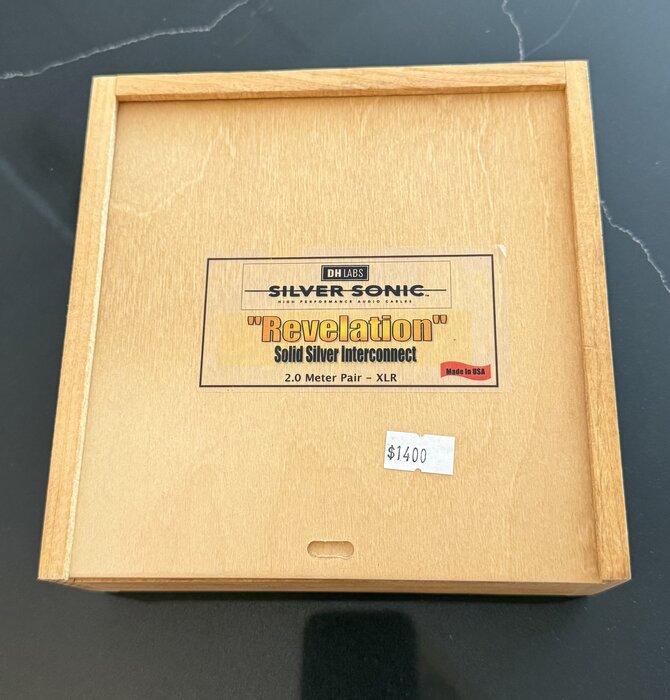 DH LABS
SILVER SONIC™
HIGH PERFORMANCE AUDIO CABLES
"Revelation"
Solid Silver Interconnect
2.0 Meter Pair – XLR
Made In USA
$1400